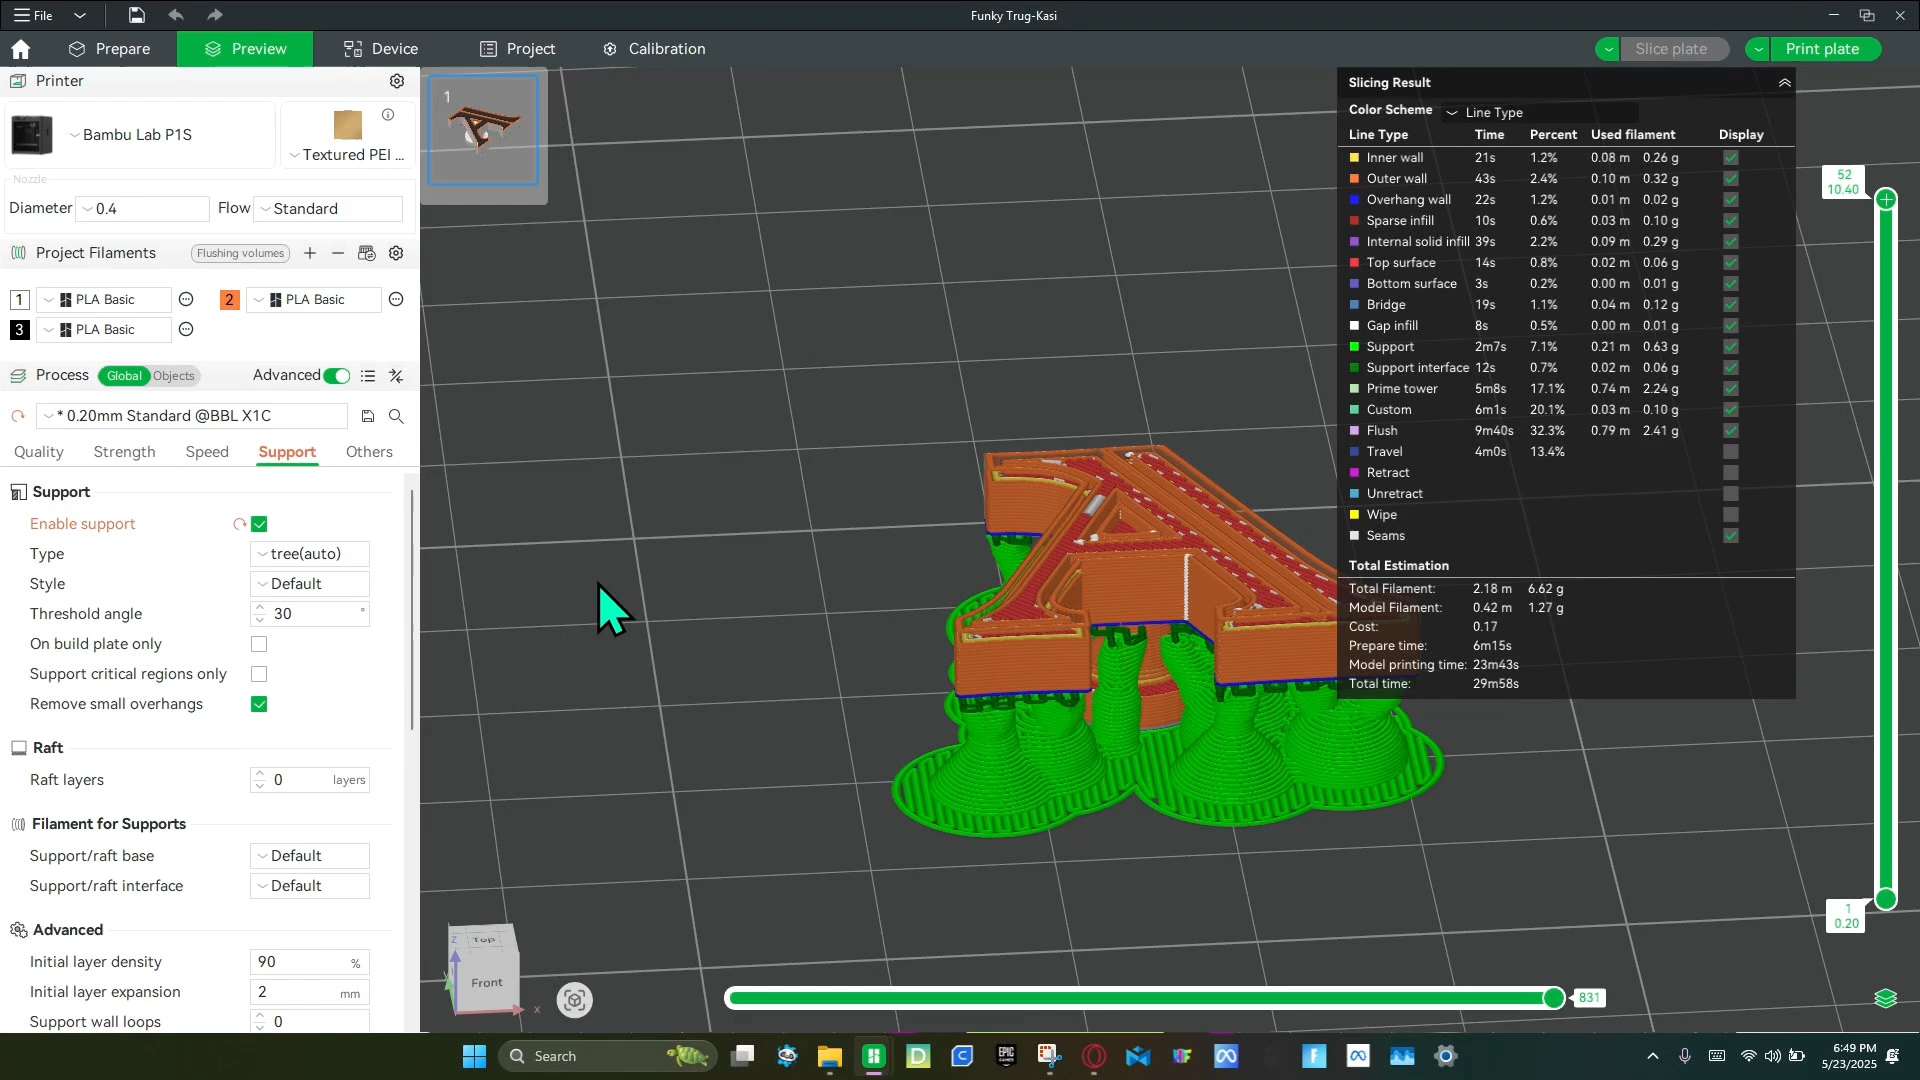 File
Funky Trug-Kasi
Prepare
Preview
Device
Project
Calibration
Slice plate
Print plate
Printer
Bambu Lab P1S
Textured PEI ...
Nozzle
Diameter
0.4
Flow
Standard
Project Filaments
Flushing volumes
1
PLA Basic
2
PLA Basic
3
PLA Basic
Process
Global
Objects
Advanced
* 0.20mm Standard @BBL X1C
Quality
Strength
Speed
Support
Others
Support
Enable support
Type
tree(auto)
Style
Default
Threshold angle
30 °
On build plate only
Support critical regions only
Remove small overhangs
Raft
Raft layers
0 layers
Filament for Supports
Support/raft base
Default
Support/raft interface
Default
Advanced
Initial layer density
90 %
Initial layer expansion
2 mm
Support wall loops
0
1
Slicing Result
Color Scheme
Line Type
Line Type Time Percent Used filament Display
Inner wall 21s 1.2% 0.08 m 0.26 g
Outer wall 43s 2.4% 0.10 m 0.32 g
Overhang wall 22s 1.2% 0.01 m 0.02 g
Sparse infill 10s 0.6% 0.03 m 0.10 g
Internal solid infill 39s 2.2% 0.09 m 0.29 g
Top surface 14s 0.8% 0.02 m 0.06 g
Bottom surface 3s 0.2% 0.00 m 0.01 g
Bridge 19s 1.1% 0.04 m 0.12 g
Gap infill 8s 0.5% 0.00 m 0.01 g
Support 2m7s 7.1% 0.21 m 0.63 g
Support interface 12s 0.7% 0.02 m 0.06 g
Prime tower 5m8s 17.1% 0.74 m 2.24 g
Custom 6m1s 20.1% 0.03 m 0.10 g
Flush 9m40s 32.3% 0.79 m 2.41 g
Travel 4m0s 13.4%
Retract
Unretract
Wipe
Seams
Total Estimation
Total Filament: 2.18 m 6.62 g
Model Filament: 0.42 m 1.27 g
Cost: 0.17
Prepare time: 6m15s
Model printing time: 23m43s
Total time: 29m58s
52
10.40
1
0.20
Top
Front
Z
X
831
Search
EPIC
GAMES
6:49 PM
5/23/2025